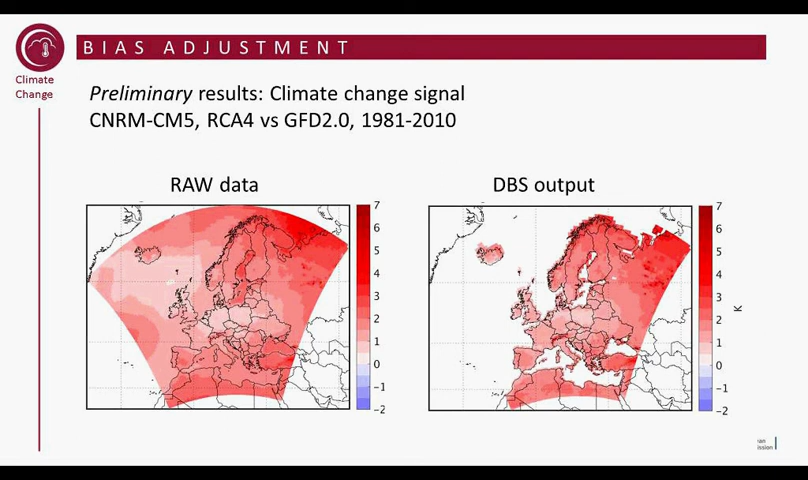 BIAS ADJUSTMENT
Climate
Change
Preliminary results: Climate change signal
CNRM-CM5, RCA4 vs GFD2.0, 1981-2010
RAW data
DBS output
7
6
5
4
3
2
1
0
−1
−2
7
6
5
4
3
2
1
0
−1
−2
K